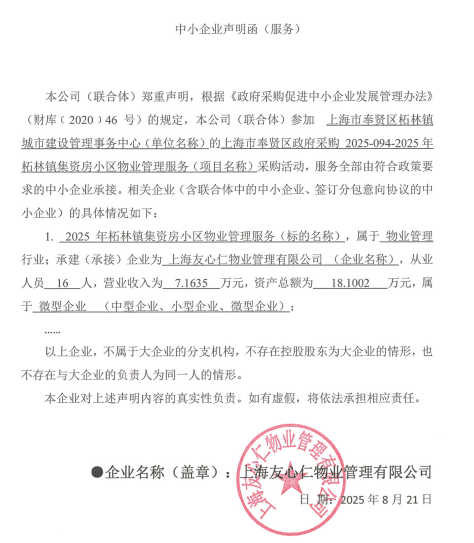 中小企业声明函（服务）
本公司（联合体）郑重声明，根据《政府采购促进中小企业发展管理办法》
（财库﹝2020﹞46 号）的规定，本公司（联合体）参加 上海市奉贤区柘林镇
城市建设管理事务中心（单位名称）的上海市奉贤区政府采购 2025-094-2025年
柘林镇集资房小区物业管理服务（项目名称）采购活动，服务全部由符合政策要
求的中小企业承接。相关企业（含联合体中的中小企业、签订分包意向协议的中
小企业）的具体情况如下：
1. 2025 年柘林镇集资房小区物业管理服务（标的名称），属于 物业管理
行业；承建（承接）企业为 上海友心仁物业管理有限公司 （企业名称），从业
人员 16 人，营业收入为 7.1635 万元，资产总额为 18.1002 万元，属
于 微型企业 （中型企业、小型企业、微型企业）；
……
以上企业，不属于大企业的分支机构，不存在控股股东为大企业的情形，也
不存在与大企业的负责人为同一人的情形。
本企业对上述声明内容的真实性负责。如有虚假，将依法承担相应责任。
●企业名称（盖章）：上海友心仁物业管理有限公司
日 期：2025 年 8 月 21 日
上海友心仁物业管理有限公司